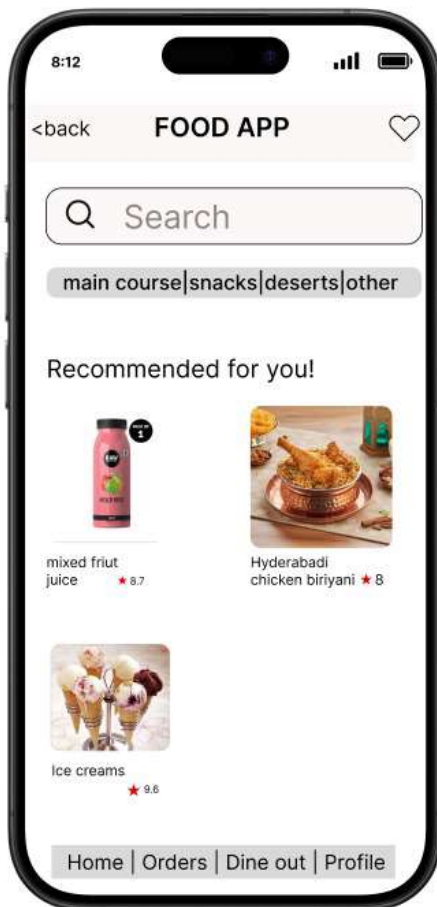 8:12
<back FOOD APP
Search
main course|snacks|deserts|other
Recommended for you!
1
mixed friut
juice ★ 8.7
Hyderabadi
chicken biriyani ★ 8
Ice creams
★ 9.6
Home | Orders | Dine out | Profile